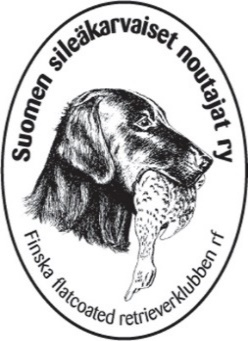 Suomen sileäkarvaiset noutajat ry
Finska flatcoated retrieverklubben rf